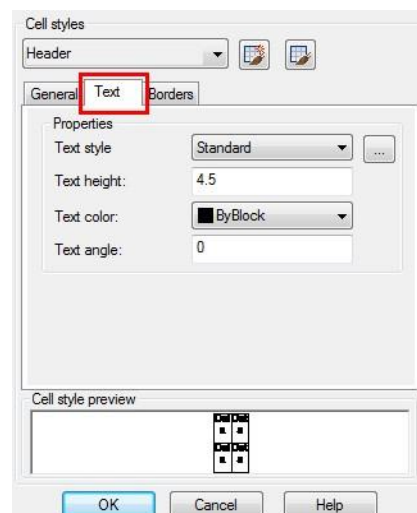 Cell styles
Header
General Text Borders
Properties
Text style Standard ...
Text height: 4.5
Text color: ByBlock
Text angle: 0
Cell style preview
OK Cancel Help